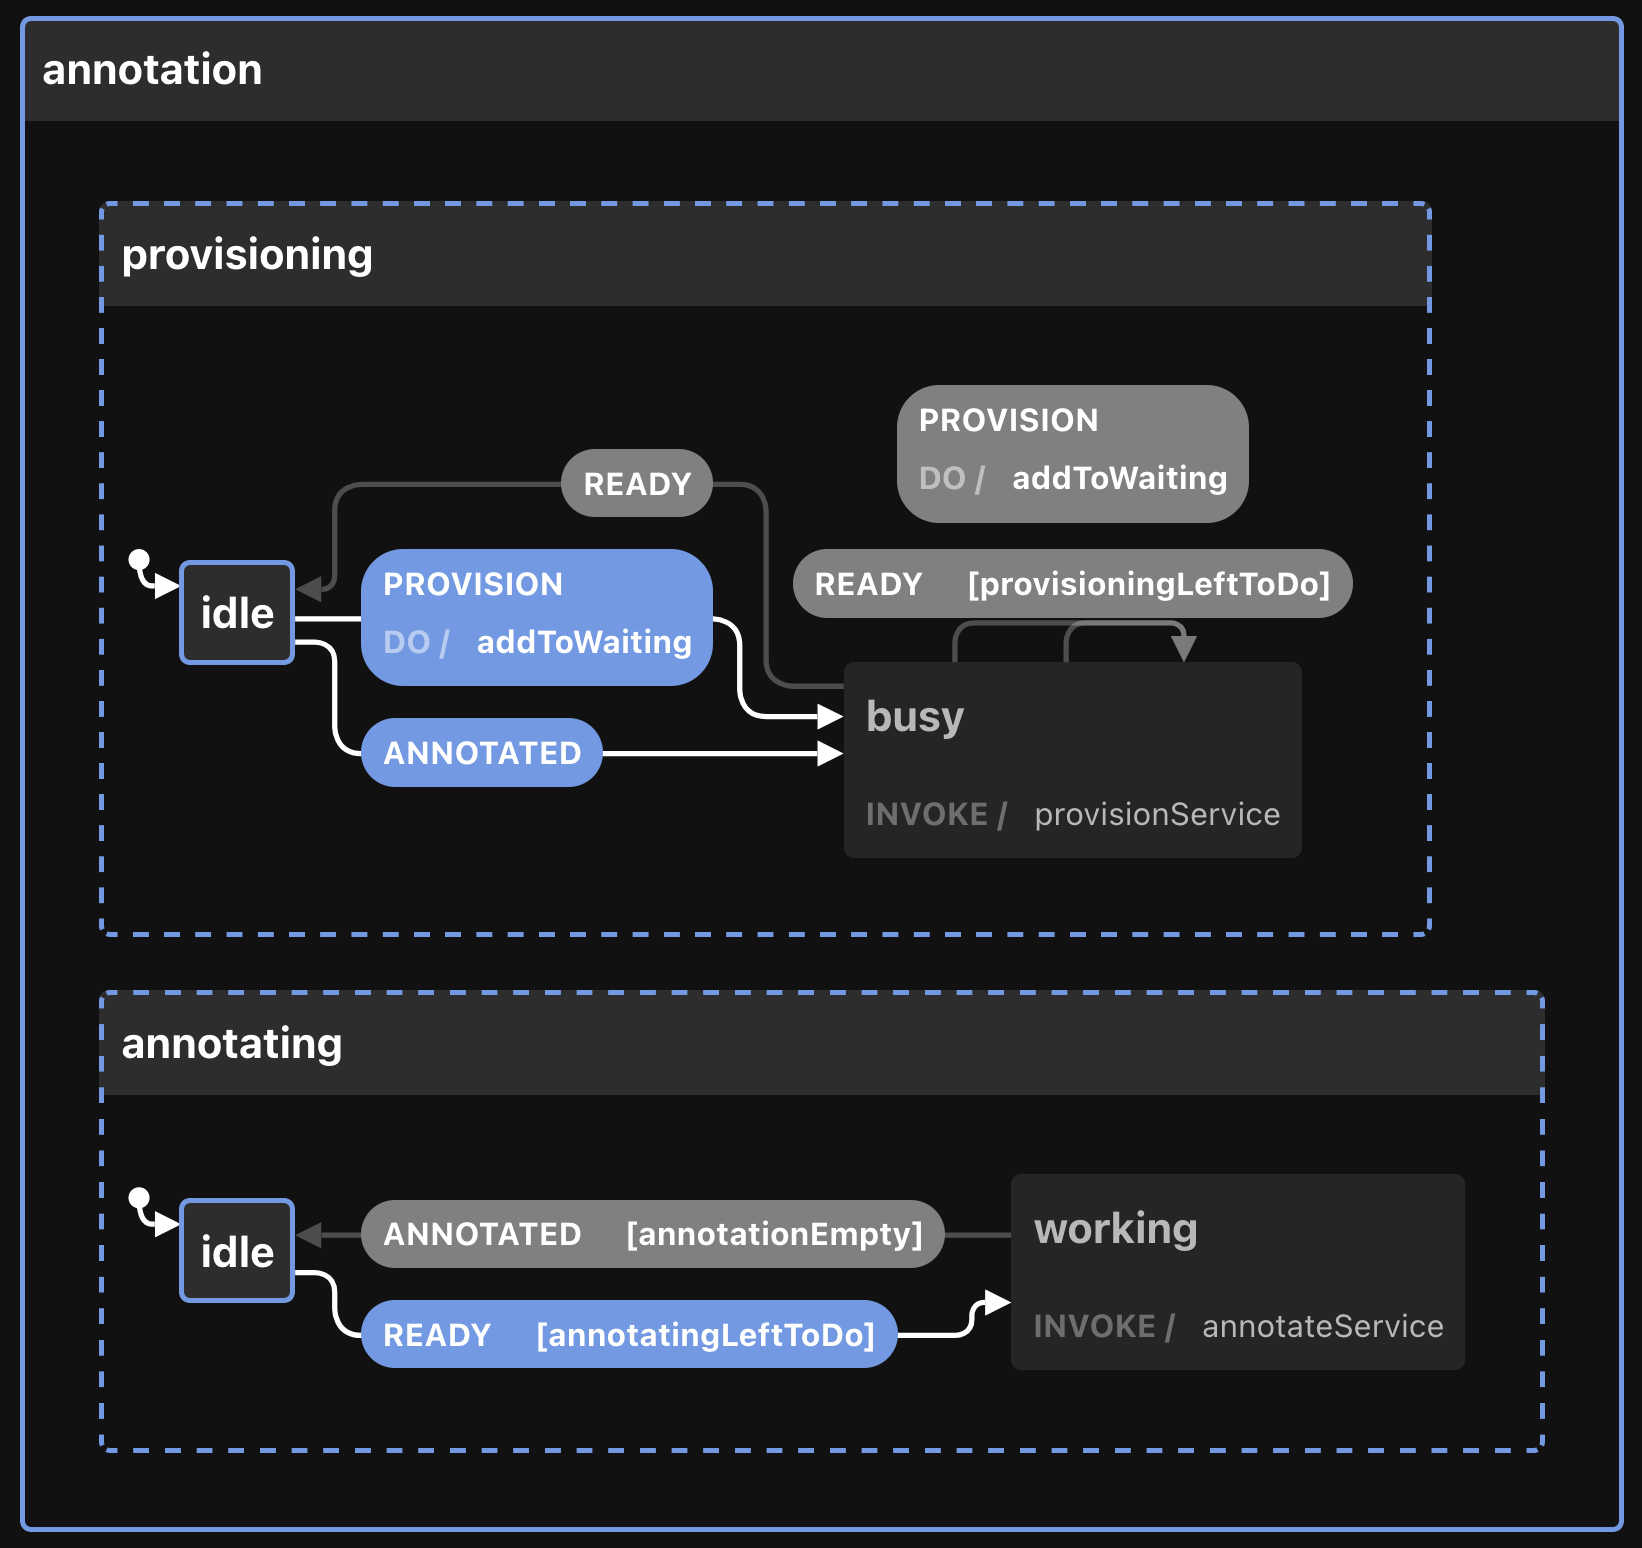 annotation
provisioning
PROVISION
DO / addToWaiting
READY
READY [provisioningLeftToDo]
idle
PROVISION
DO / addToWaiting
ANNOTATED
busy
INVOKE / provisionService
annotating
idle
ANNOTATED [annotationEmpty]
READY [annotatingLeftToDo]
working
INVOKE / annotateService